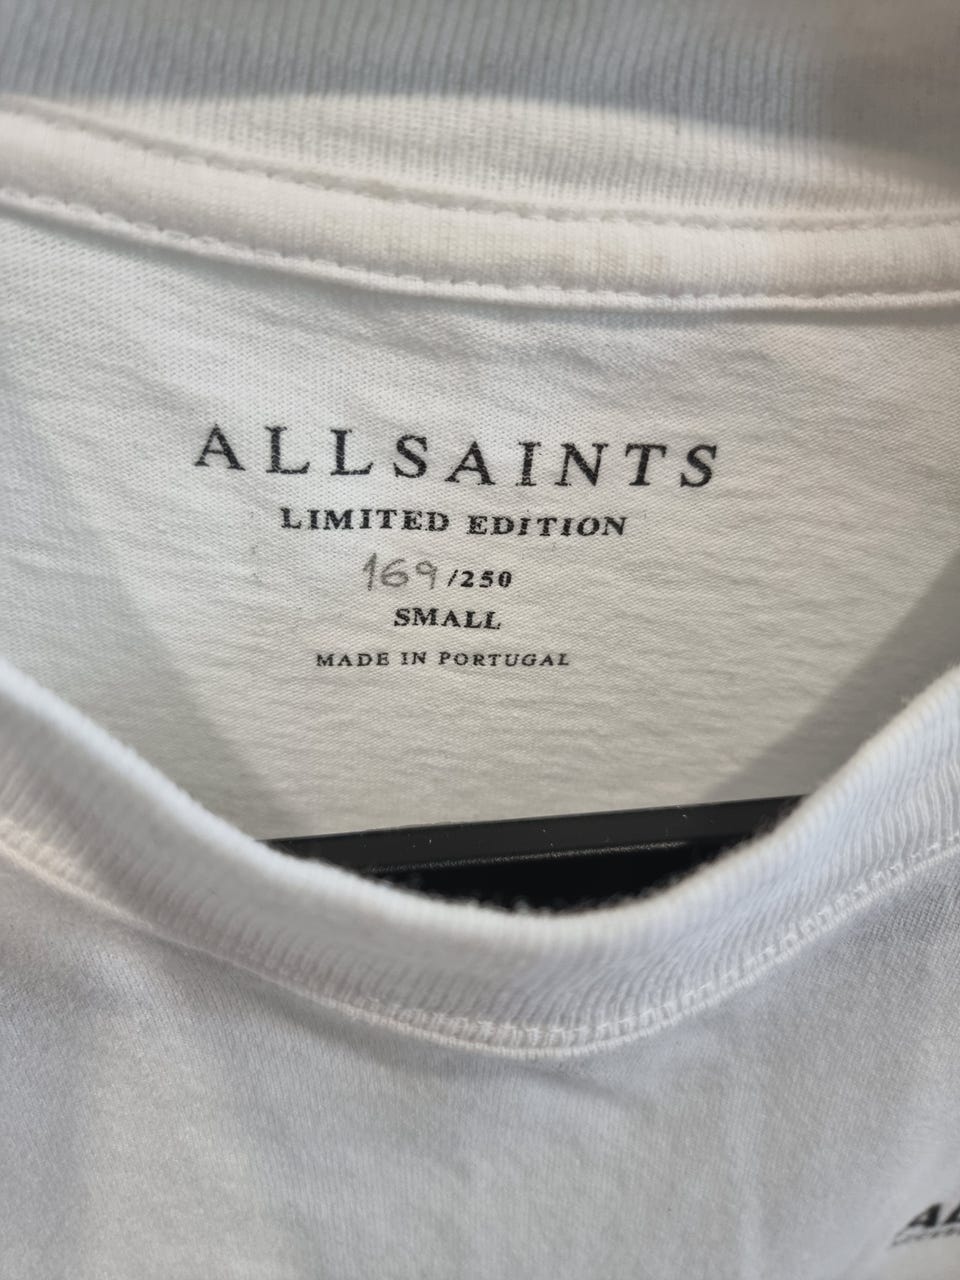 ALLSAINTS
LIMITED EDITION
169/250
SMALL
MADE IN PORTUGAL